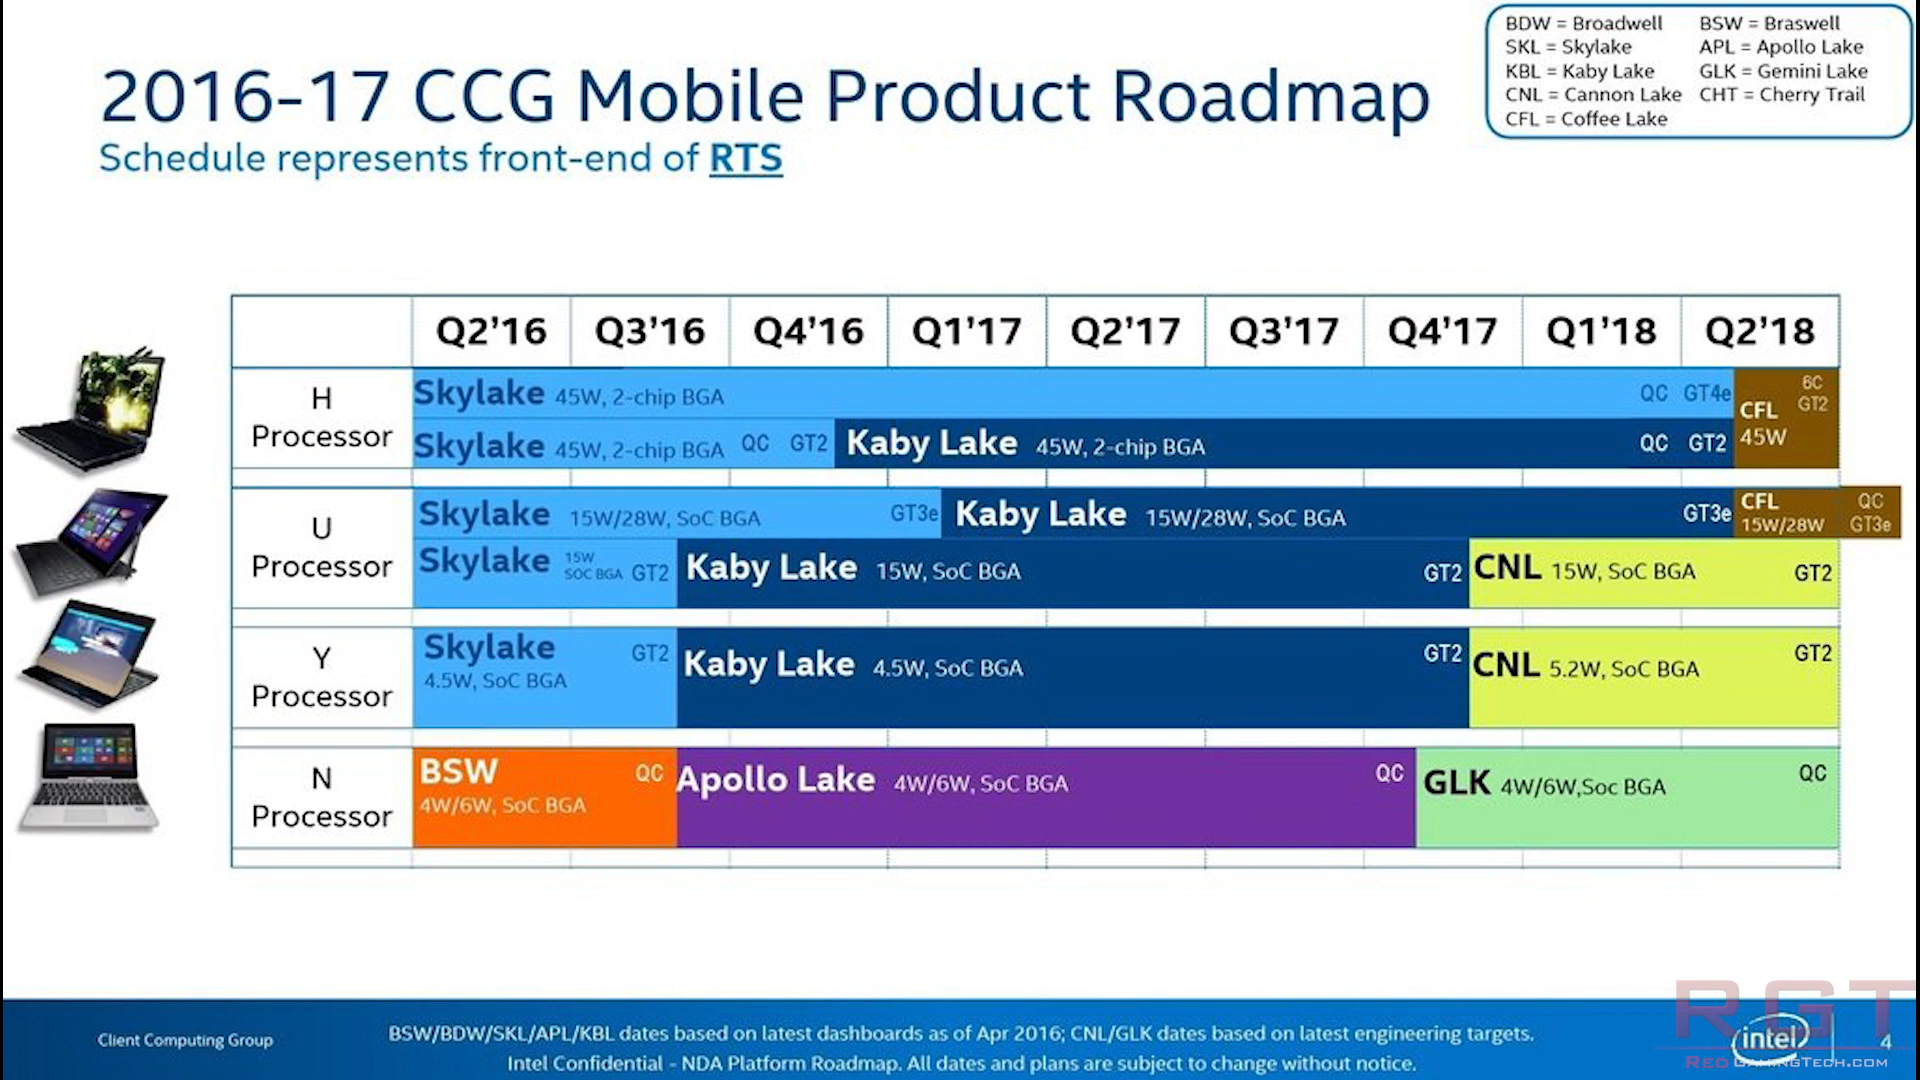 BDW = Broadwell BSW = Braswell
SKL = Skylake APL = Apollo Lake
KBL = Kaby Lake GLK = Gemini Lake
CNL = Cannon Lake CHT = Cherry Trail
CFL = Coffee Lake
2016-17 CCG Mobile Product Roadmap
Schedule represents front-end of RTS
Q2’16 Q3’16 Q4’16 Q1’17 Q2’17 Q3’17 Q4’17 Q1’18 Q2’18
H Processor
Skylake 45W, 2-chip BGA QC GT4e
Skylake 45W, 2-chip BGA QC GT2
Kaby Lake 45W, 2-chip BGA QC GT2
CFL 45W 6C GT2
U Processor
Skylake 15W/28W, SoC BGA GT3e
Kaby Lake 15W/28W, SoC BGA GT3e
CFL 15W/28W QC GT3e
Skylake 15W SOC BGA GT2
Kaby Lake 15W, SoC BGA GT2
CNL 15W, SoC BGA GT2
Y Processor
Skylake 4.5W, SoC BGA GT2
Kaby Lake 4.5W, SoC BGA GT2
CNL 5.2W, SoC BGA GT2
N Processor
BSW 4W/6W, SoC BGA QC
Apollo Lake 4W/6W, SoC BGA QC
GLK 4W/6W,Soc BGA QC
Client Computing Group
BSW/BDW/SKL/APL/KBL dates based on latest dashboards as of Apr 2016; CNL/GLK dates based on latest engineering targets.
Intel Confidential - NDA Platform Roadmap. All dates and plans are subject to change without notice.
RGT
intel
4
RedGamingTech.com